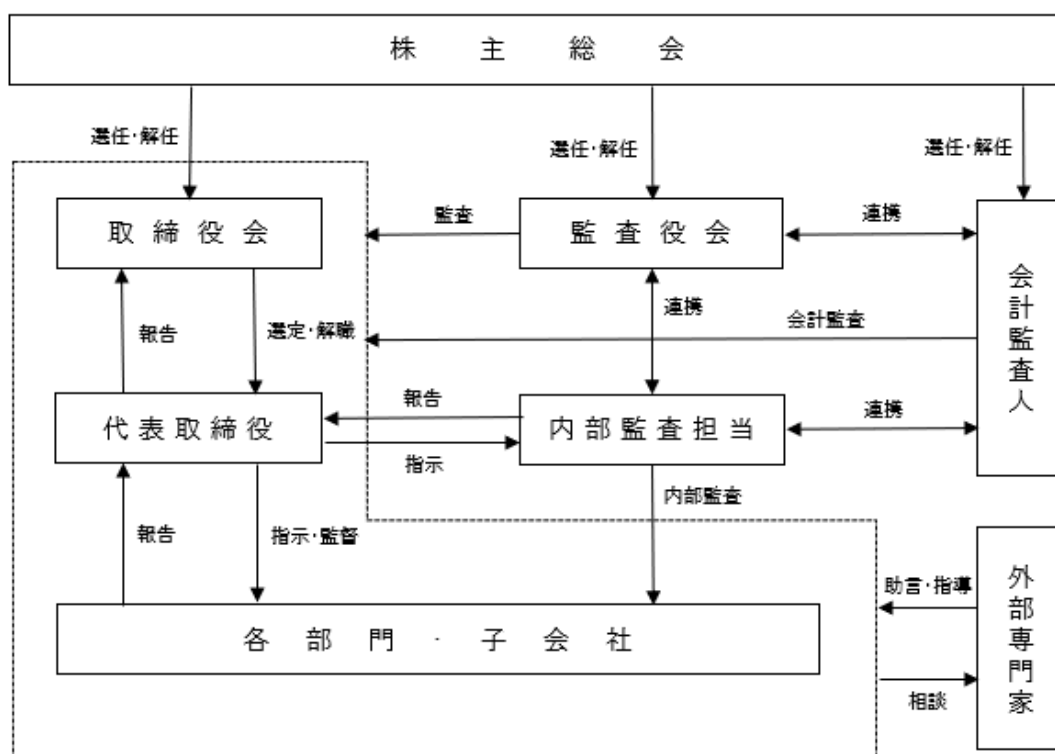 株主総会
選任・解任
選任・解任
選任・解任
取締役会
監査
監査役会
連携
会計監査人
報告
選定・解職
連携
会計監査
代表取締役
報告
指示
内部監査担当
連携
報告
指示・監督
内部監査
各部門・子会社
助言・指導
相談
外部専門家